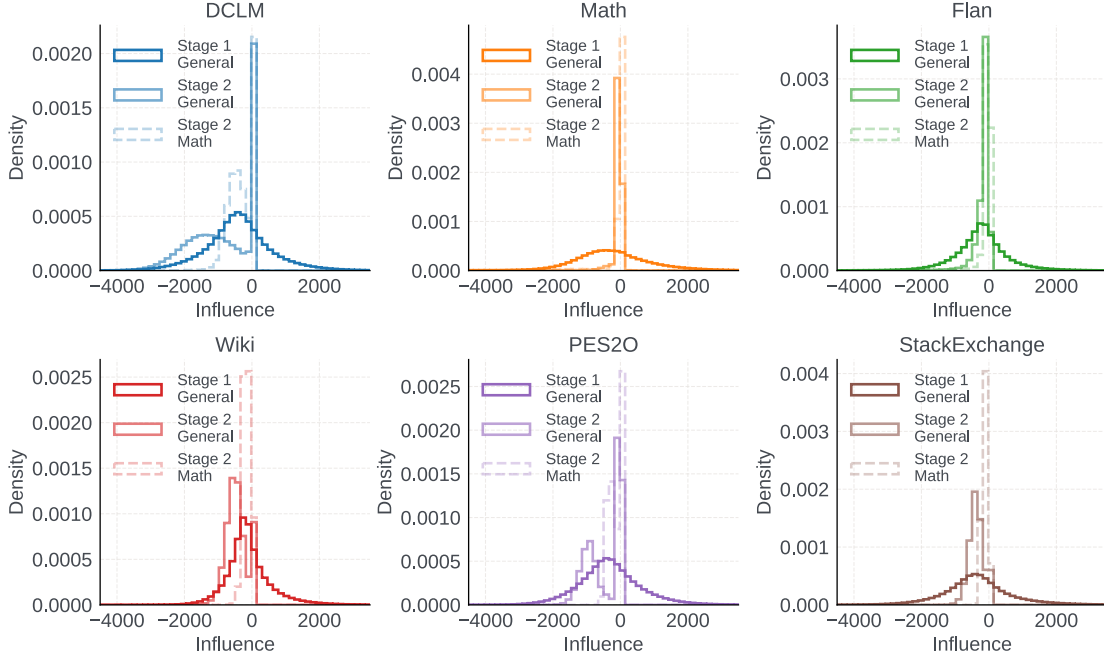 DCLM
Density
0.0020
0.0015
0.0010
0.0005
0.0000
Stage 1
General
Stage 2
General
Stage 2
Math
−4000
−2000
0
2000
Influence
Math
Density
0.004
0.003
0.002
0.001
0.000
Stage 1
General
Stage 2
General
Stage 2
Math
−4000
−2000
0
2000
Influence
Flan
Density
0.003
0.002
0.001
0.000
Stage 1
General
Stage 2
General
Stage 2
Math
−4000
−2000
0
2000
Influence
Wiki
Density
0.0025
0.0020
0.0015
0.0010
0.0005
0.0000
Stage 1
General
Stage 2
General
Stage 2
Math
−4000
−2000
0
2000
Influence
PES2O
Density
0.0025
0.0020
0.0015
0.0010
0.0005
0.0000
Stage 1
General
Stage 2
General
Stage 2
Math
−4000
−2000
0
2000
Influence
StackExchange
Density
0.004
0.003
0.002
0.001
0.000
Stage 1
General
Stage 2
General
Stage 2
Math
−4000
−2000
0
2000
Influence